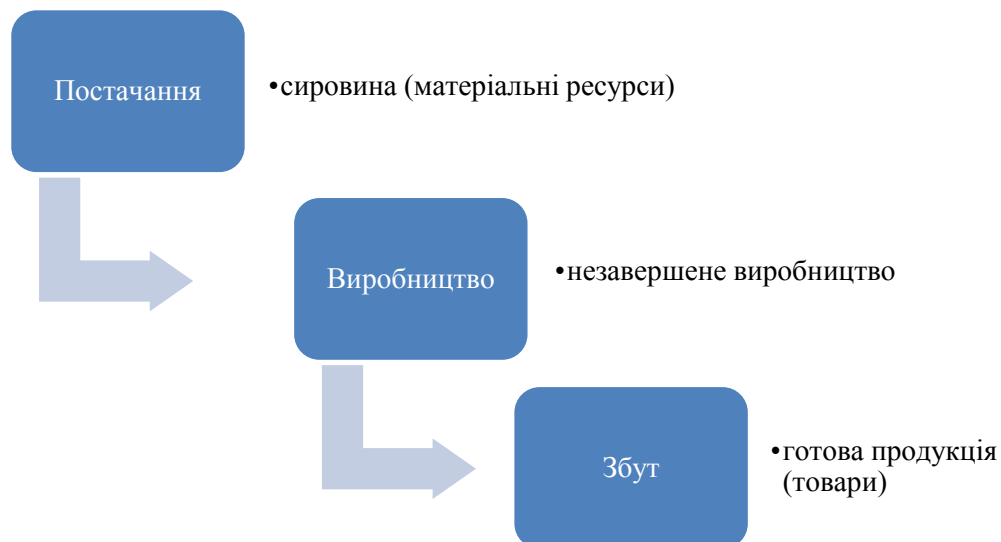 Постачання
•сировина (матеріальні ресурси)
Виробництво
•незавершене виробництво
Збут
•готова продукція
(товари)